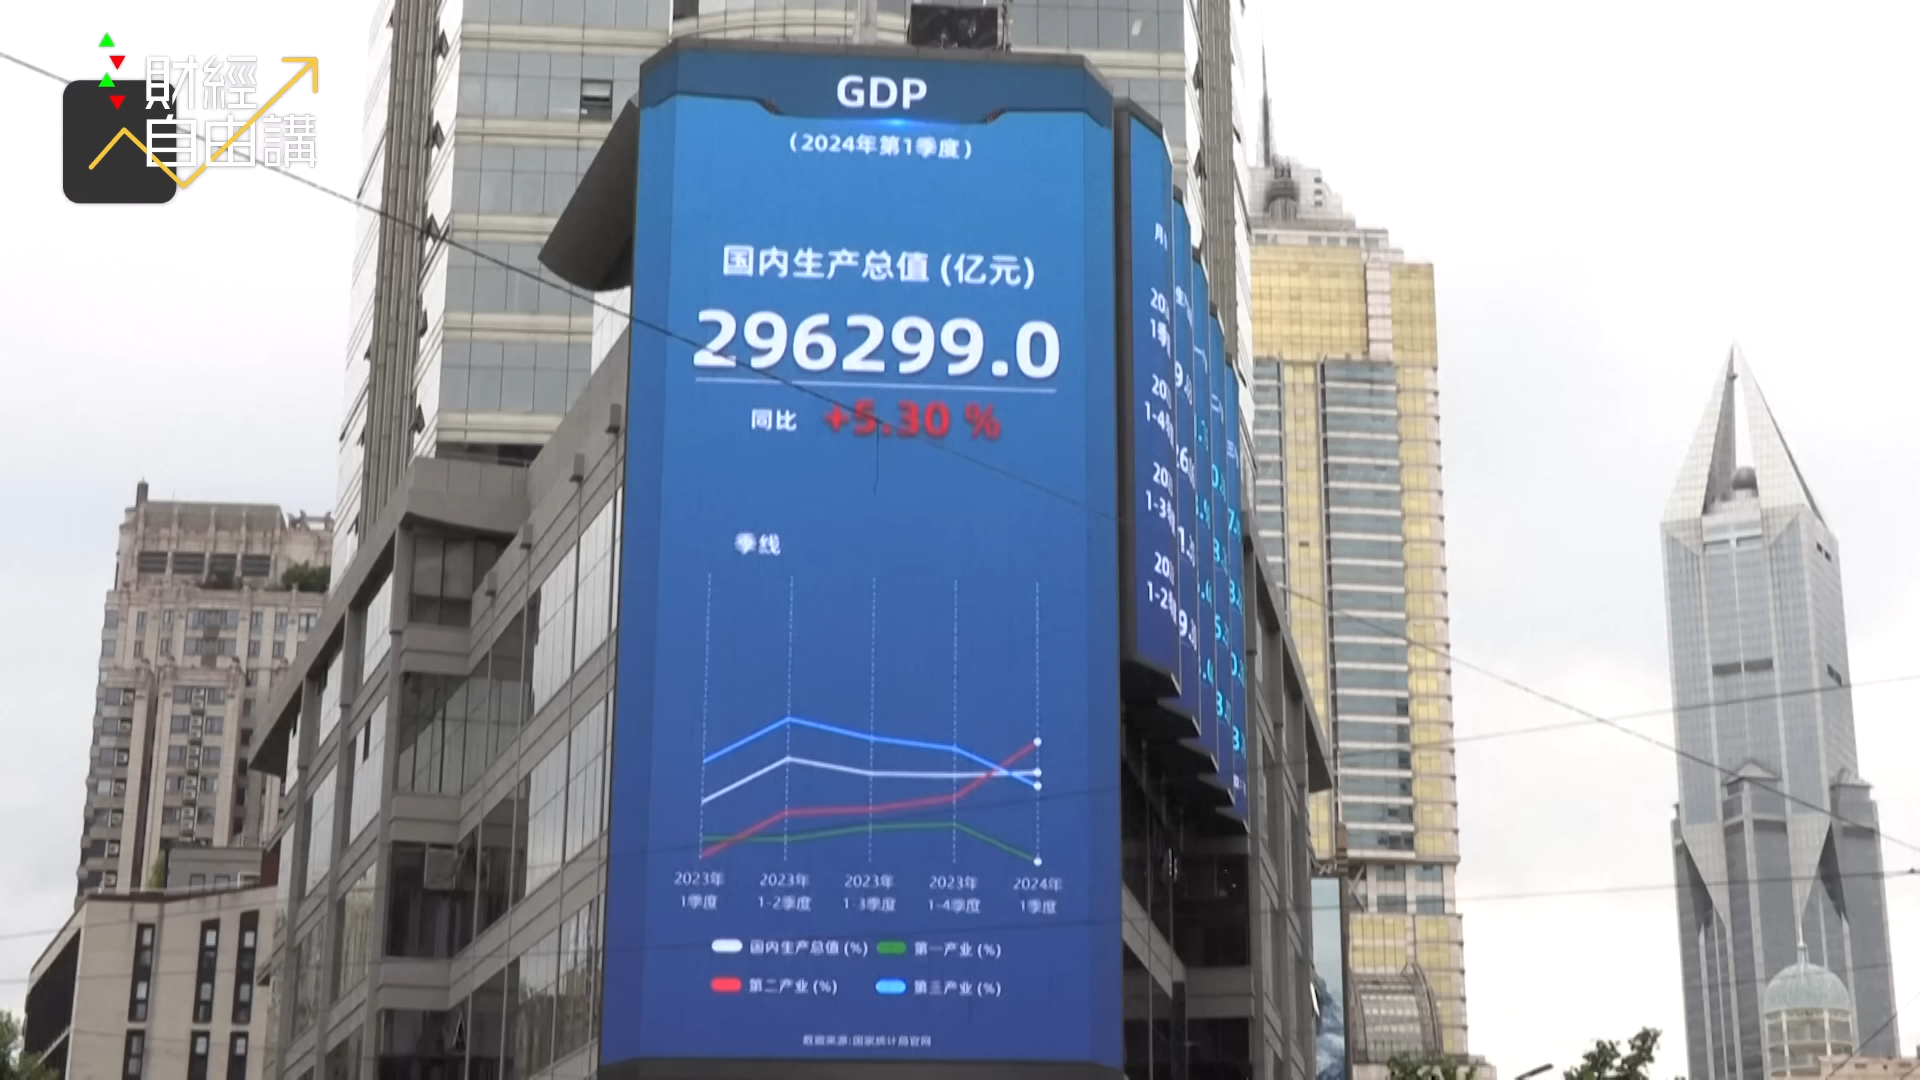 財經
自由講
GDP
(2024年第1季度)
国内生产总值 (亿元)
296299.0
同比 +5.30 %
季线
2023年 2023年 2023年 2023年 2024年
1季度 1-2季度 1-3季度 1-4季度 1季度
国内生产总值 (%) 第一产业 (%)
第二产业 (%) 第三产业 (%)
数据来源:国家统计局官网